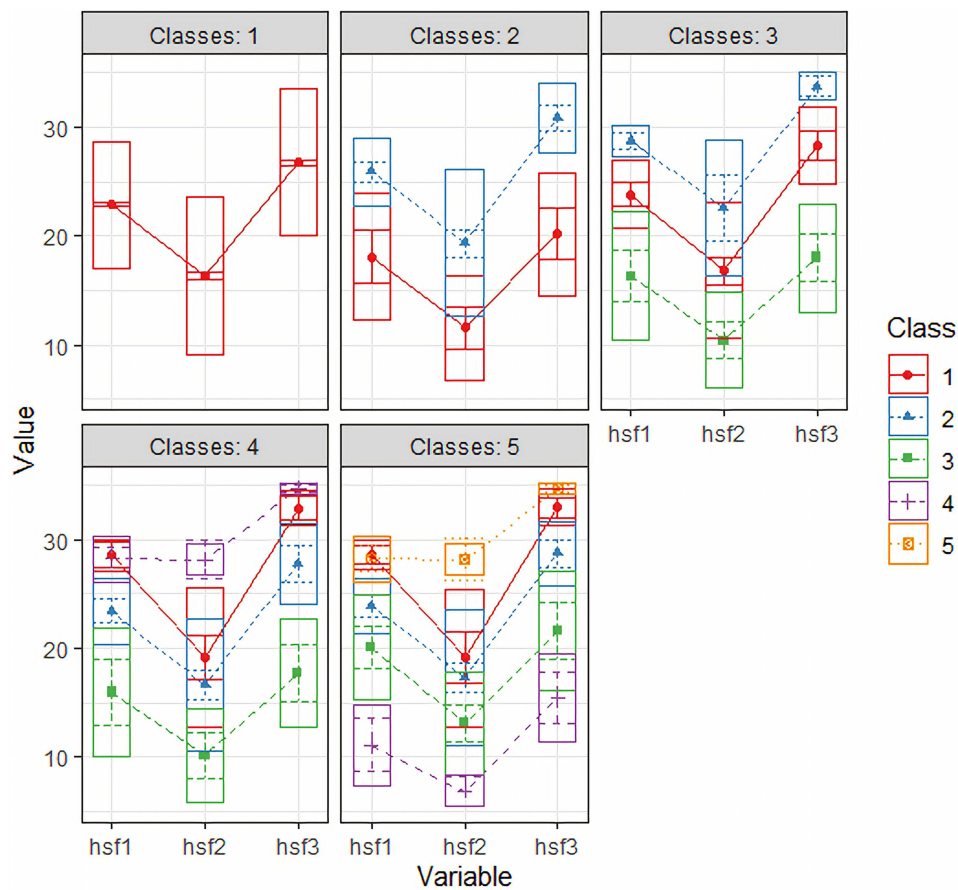 Classes: 1
Classes: 2
Classes: 3
30
20
10
hsf1
hsf2
hsf3
Value
Classes: 4
Classes: 5
30
20
10
hsf1
hsf2
hsf3
hsf1
hsf2
hsf3
Variable
Class
1
2
3
4
5